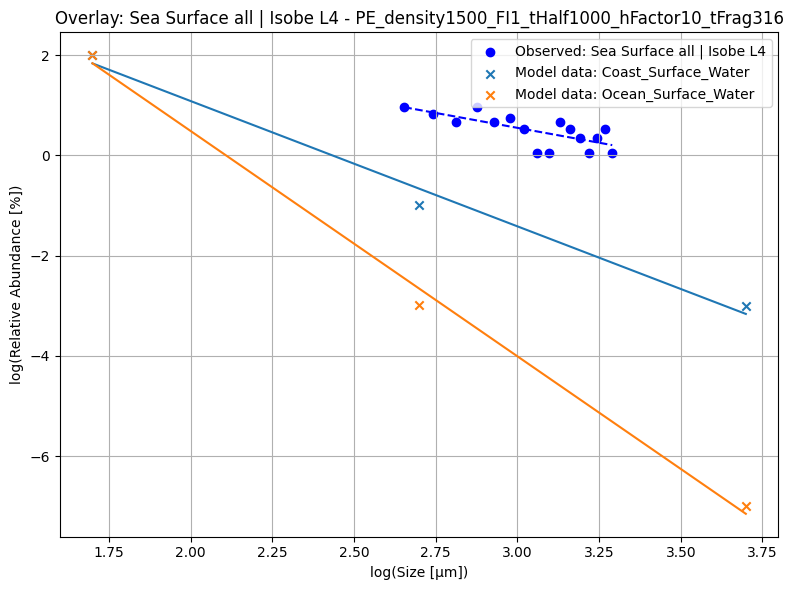 Overlay: Sea Surface all | Isobe L4 - PE_density1500_FI1_tHalf1000_hFactor10_tFrag316
Observed: Sea Surface all | Isobe L4
Model data: Coast_Surface_Water
Model data: Ocean_Surface_Water
log(Relative Abundance [%])
2
0
−2
−4
−6
1.75 2.00 2.25 2.50 2.75 3.00 3.25 3.50 3.75
log(Size [µm])